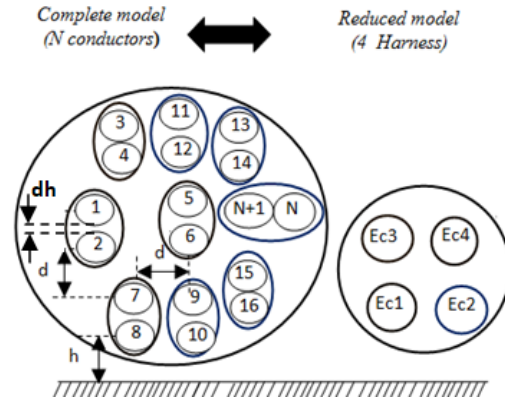 Complete model
(N conductors)
Reduced model
(4 Harness)
3
4
11
12
13
14
dh
1
2
5
6
N+1
N
d
d
7
8
9
10
15
16
h
Ec3
Ec4
Ec1
Ec2